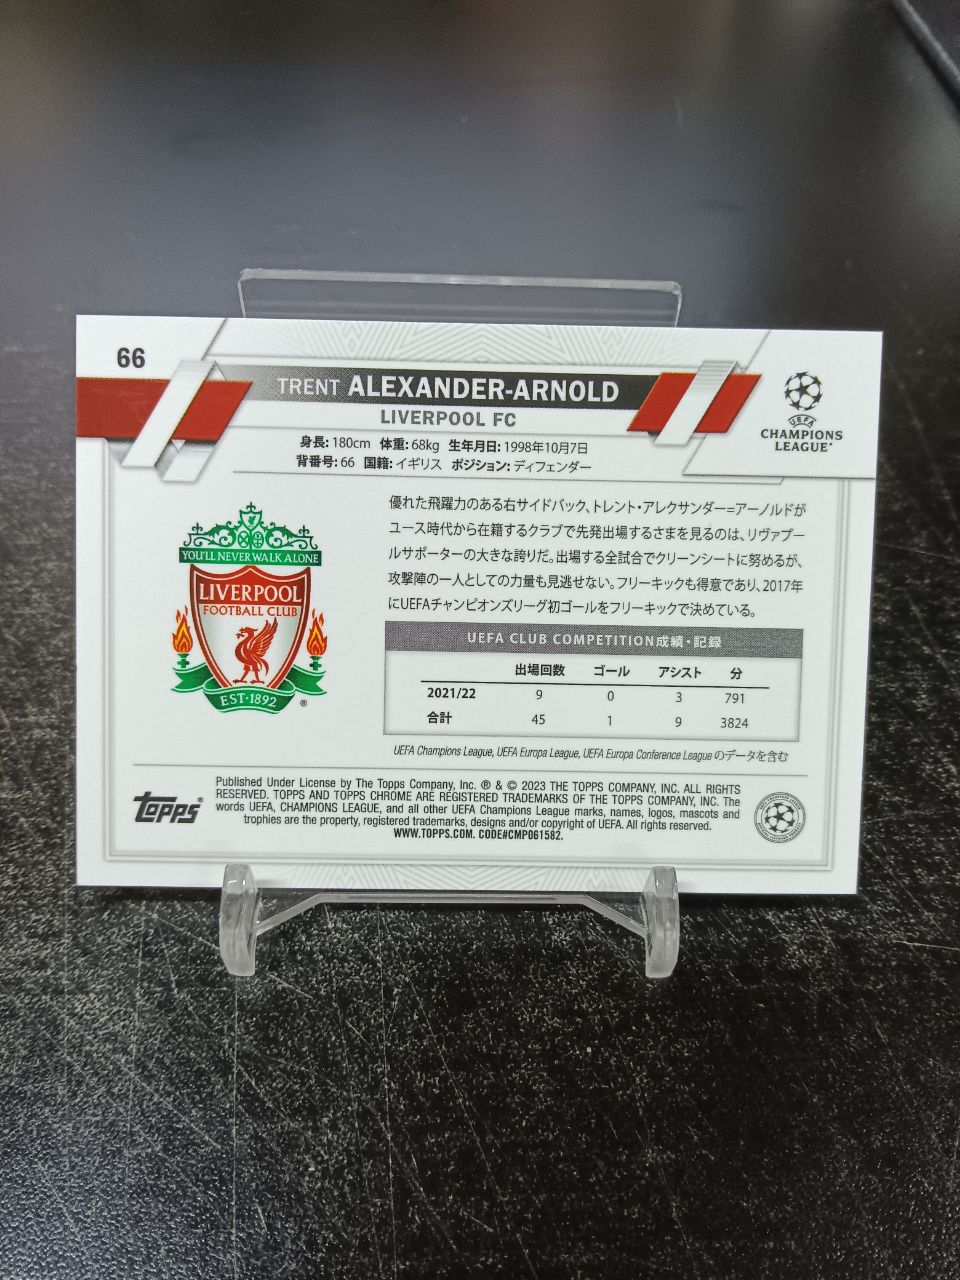 66
TRENT ALEXANDER-ARNOLD
LIVERPOOL FC
UEFA
CHAMPIONS
LEAGUE®
身長: 180cm 体重: 68kg 生年月日: 1998年10月7日
背番号: 66 国籍: イギリス ポジション: ディフェンダー
優れた飛躍力のある右サイドバック、トレント・アレクサンダー=アーノルドが
ユース時代から在籍するクラブで先発出場するさまを見るのは、リヴァプー
ルサポーターの大きな誇りだ。出場する全試合でクリーンシートに努めるが、
攻撃陣の一人としての力量も見逃せない。フリーキックも得意であり、2017年
にUEFAチャンピオンズリーグ初ゴールをフリーキックで決めている。
YOU'LL NEVER WALK ALONE
LIVERPOOL
FOOTBALL CLUB
EST·1892
®
UEFA CLUB COMPETITION成績・記録
出場回数 ゴール アシスト 分
2021/22 9 0 3 791
合計 45 1 9 3824
UEFA Champions League, UEFA Europa League, UEFA Europa Conference League のデータを含む
Topps®
Published Under License by The Topps Company, Inc. ® & © 2023 THE TOPPS COMPANY, INC. ALL RIGHTS
RESERVED. TOPPS AND TOPPS CHROME ARE REGISTERED TRADEMARKS OF THE TOPPS COMPANY, INC. The
words UEFA, CHAMPIONS LEAGUE, and all other UEFA Champions League marks, names, logos, mascots and
trophies are the property, registered trademarks, designs and/or copyright of UEFA. All rights reserved.
WWW.TOPPS.COM. CODE#CMP061582.